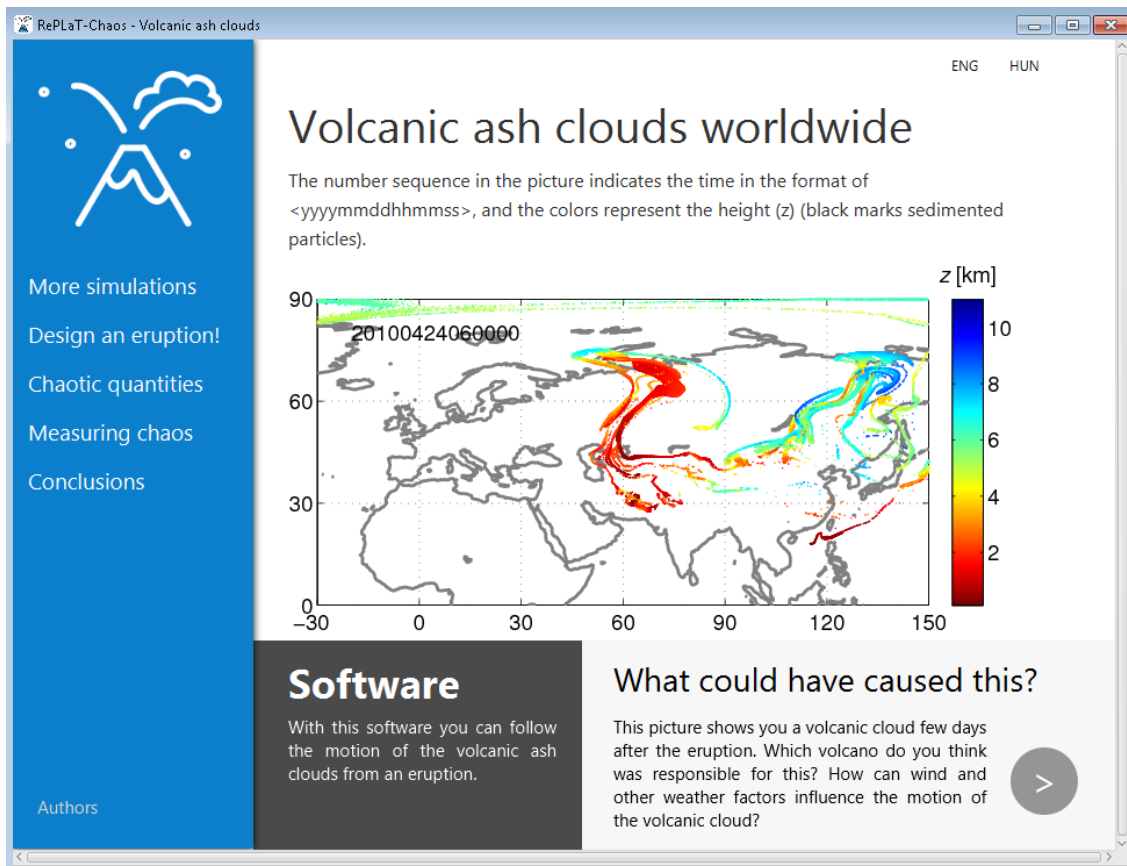 RePLaT-Chaos - Volcanic ash clouds
ENG HUN
More simulations
Design an eruption!
Chaotic quantities
Measuring chaos
Conclusions
Authors
Volcanic ash clouds worldwide
The number sequence in the picture indicates the time in the format of
<yyyymmddhhmmss>, and the colors represent the height (z) (black marks sedimented
particles).
z [km]
90
20100424060000
60
30
0
−30 0 30 60 90 120 150
10
8
6
4
2
Software
With this software you can follow
the motion of the volcanic ash
clouds from an eruption.
What could have caused this?
This picture shows you a volcanic cloud few days
after the eruption. Which volcano do you think
was responsible for this? How can wind and
other weather factors influence the motion of
the volcanic cloud?
>